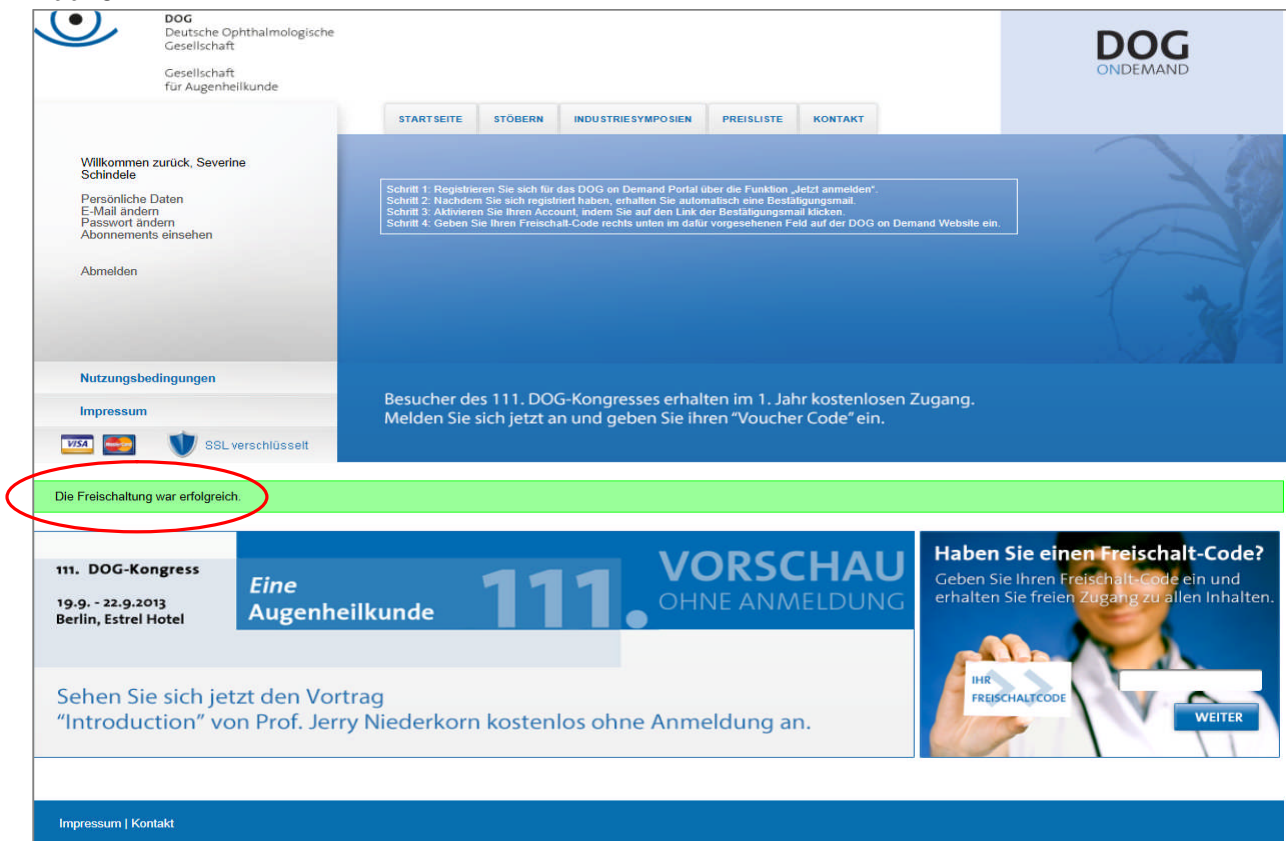 DOG
Deutsche Ophthalmologische
Gesellschaft
Gesellschaft
für Augenheilkunde
DOG
ONDEMAND
STARTSEITE STÖBERN INDUSTRIESYMPOSIEN PREISLISTE KONTAKT
Willkommen zurück, Severine
Schindele
Persönliche Daten
E-Mail ändern
Passwort ändern
Abonnements einsehen
Abmelden
Schritt 1: Registrieren Sie sich für das DOG on Demand Portal über die Funktion „Jetzt anmelden“.
Schritt 2: Nachdem Sie sich registriert haben, erhalten Sie automatisch eine Bestätigungsmail.
Schritt 3: Aktivieren Sie Ihren Account, indem Sie auf den Link der Bestätigungsmail klicken.
Schritt 4: Geben Sie Ihren Freischalt-Code rechts unten im dafür vorgesehenen Feld auf der DOG on Demand Website ein.
Nutzungsbedingungen
Impressum
VISA MasterCard SSL verschlüsselt
Besucher des 111. DOG-Kongresses erhalten im 1. Jahr kostenlosen Zugang.
Melden Sie sich jetzt an und geben Sie ihren “Voucher Code” ein.
Die Freischaltung war erfolgreich.
111. DOG-Kongress
19.9. - 22.9.2013
Berlin, Estrel Hotel
Eine
Augenheilkunde
111.
VORSCHAU
OHNE ANMELDUNG
Sehen Sie sich jetzt den Vortrag
“Introduction” von Prof. Jerry Niederkorn kostenlos ohne Anmeldung an.
Haben Sie einen Freischalt-Code?
Geben Sie Ihren Freischalt-Code ein und
erhalten Sie freien Zugang zu allen Inhalten.
IHR
FREISCHALTCODE
WEITER
Impressum | Kontakt